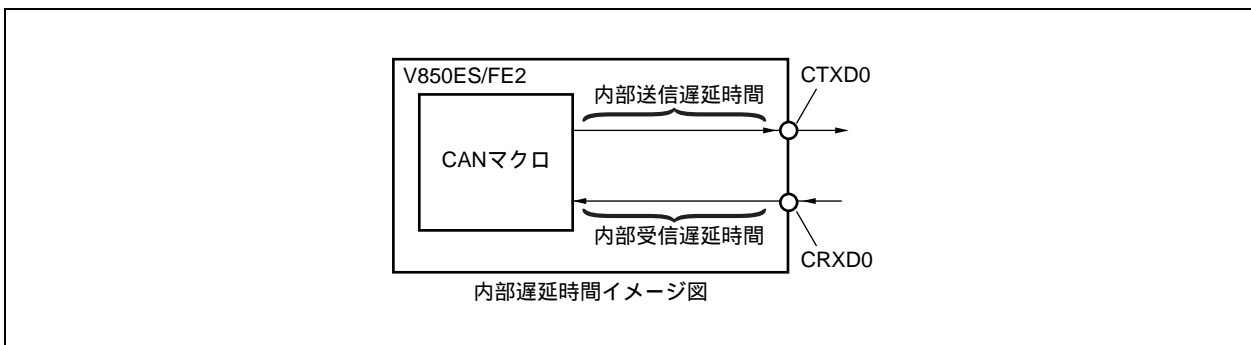 V850ES/FE2
CTXD0
内部送信遅延時間
CANマクロ
内部受信遅延時間
CRXD0
内部遅延時間イメージ図